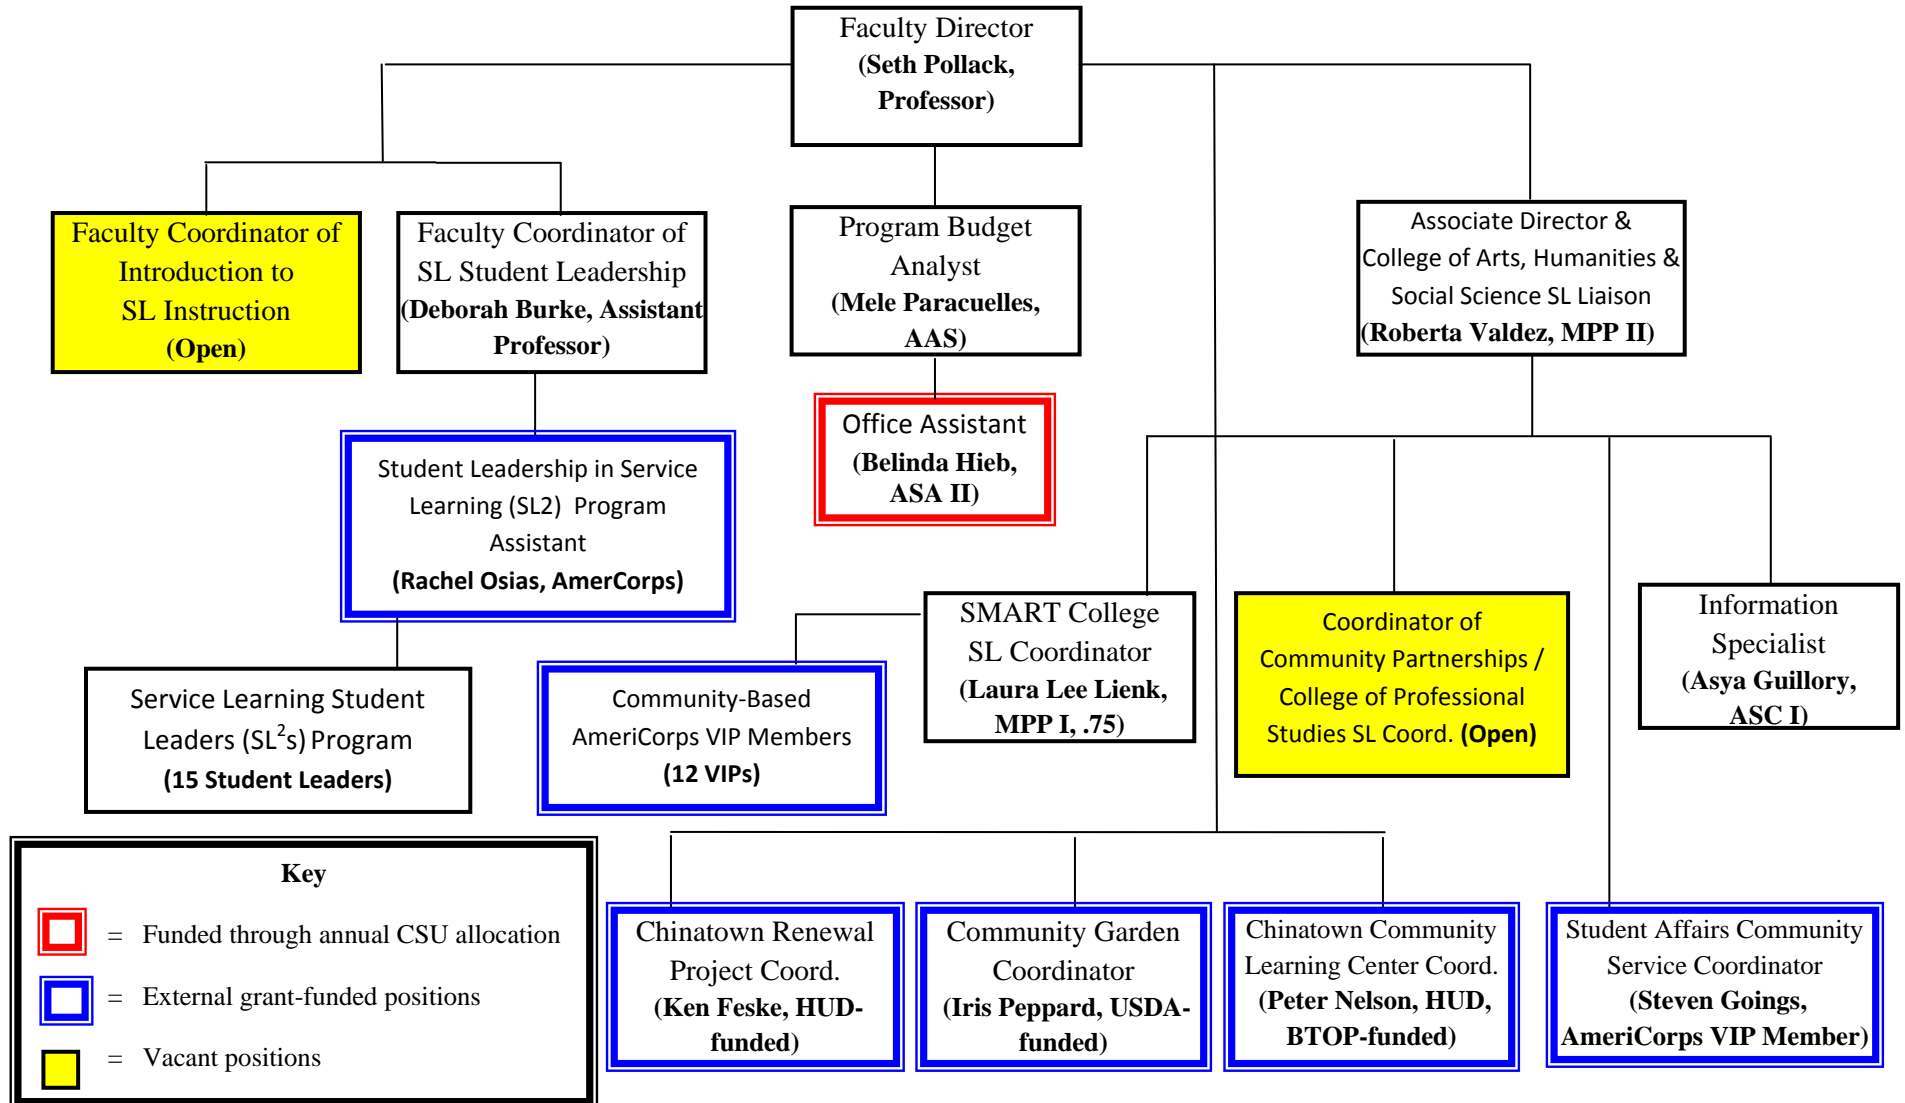 Faculty Director
(Seth Pollack,
Professor)
Faculty Coordinator of
Introduction to
SL Instruction
(Open)
Faculty Coordinator of
SL Student Leadership
(Deborah Burke, Assistant
Professor)
Program Budget
Analyst
(Mele Paracuelles,
AAS)
Associate Director &
College of Arts, Humanities &
Social Science SL Liaison
(Roberta Valdez, MPP II)
Office Assistant
(Belinda Hieb,
ASA II)
Student Leadership in Service
Learning (SL2) Program
Assistant
(Rachel Osias, AmerCorps)
Service Learning Student
Leaders (SL²s) Program
(15 Student Leaders)
Community-Based
AmeriCorps VIP Members
(12 VIPs)
SMART College
SL Coordinator
(Laura Lee Lienk,
MPP I, .75)
Coordinator of
Community Partnerships /
College of Professional
Studies SL Coord. (Open)
Information
Specialist
(Asya Guillory,
ASC I)
Key
= Funded through annual CSU allocation
= External grant-funded positions
= Vacant positions
Chinatown Renewal
Project Coord.
(Ken Feske, HUD-
funded)
Community Garden
Coordinator
(Iris Peppard, USDA-
funded)
Chinatown Community
Learning Center Coord.
(Peter Nelson, HUD,
BTOP-funded)
Student Affairs Community
Service Coordinator
(Steven Goings,
AmeriCorps VIP Member)